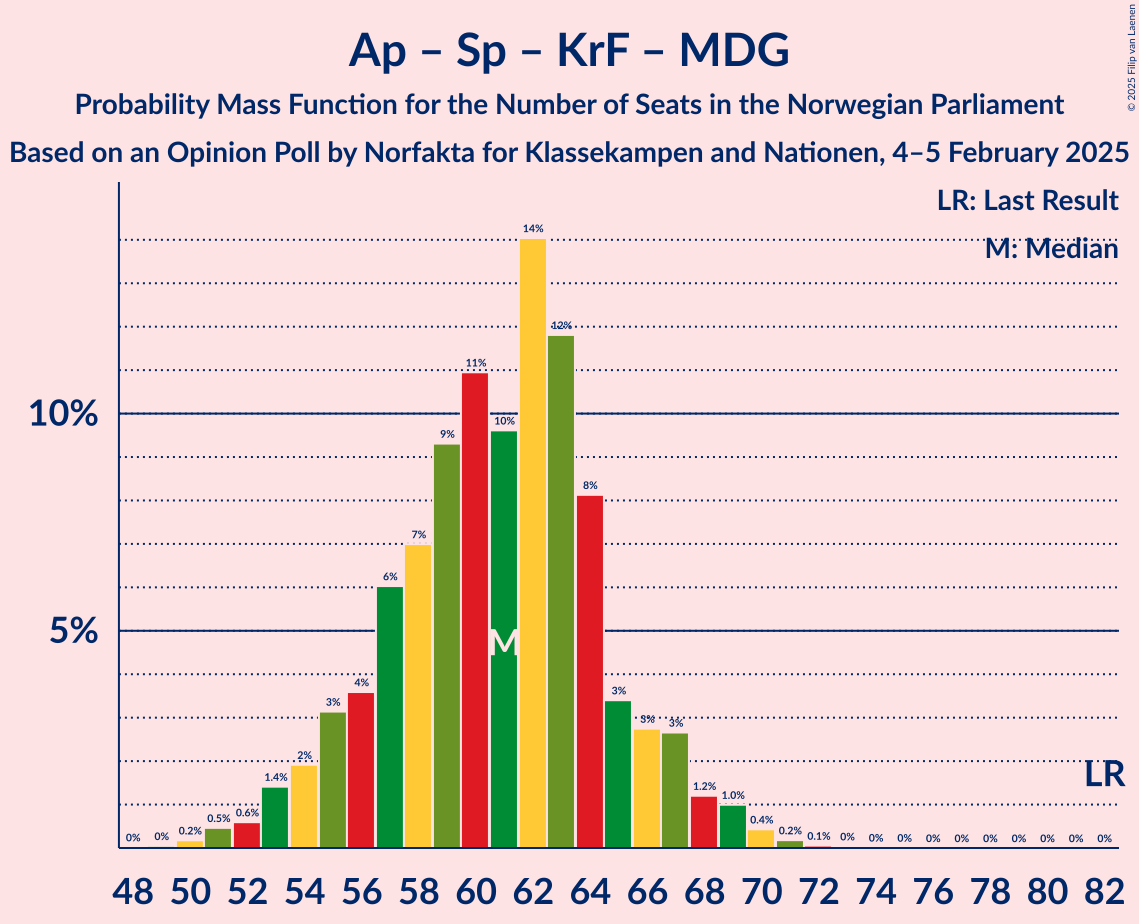 Ap – Sp – KrF – MDG
Probability Mass Function for the Number of Seats in the Norwegian Parliament
Based on an Opinion Poll by Norfakta for Klassekampen and Nationen, 4–5 February 2025
© 2025 Filip van Laenen
LR: Last Result
M: Median
10%
5%
0% 0% 0.2% 0.5% 0.6% 1.4% 2% 3% 4% 6% 7% 9% 11% 10% 14% 12% 8% 3% 3% 3% 1.2% 1.0% 0.4% 0.2% 0.1% 0% 0% 0% 0% 0% 0% 0% 0% 0% 0%
M
LR
48 50 52 54 56 58 60 62 64 66 68 70 72 74 76 78 80 82